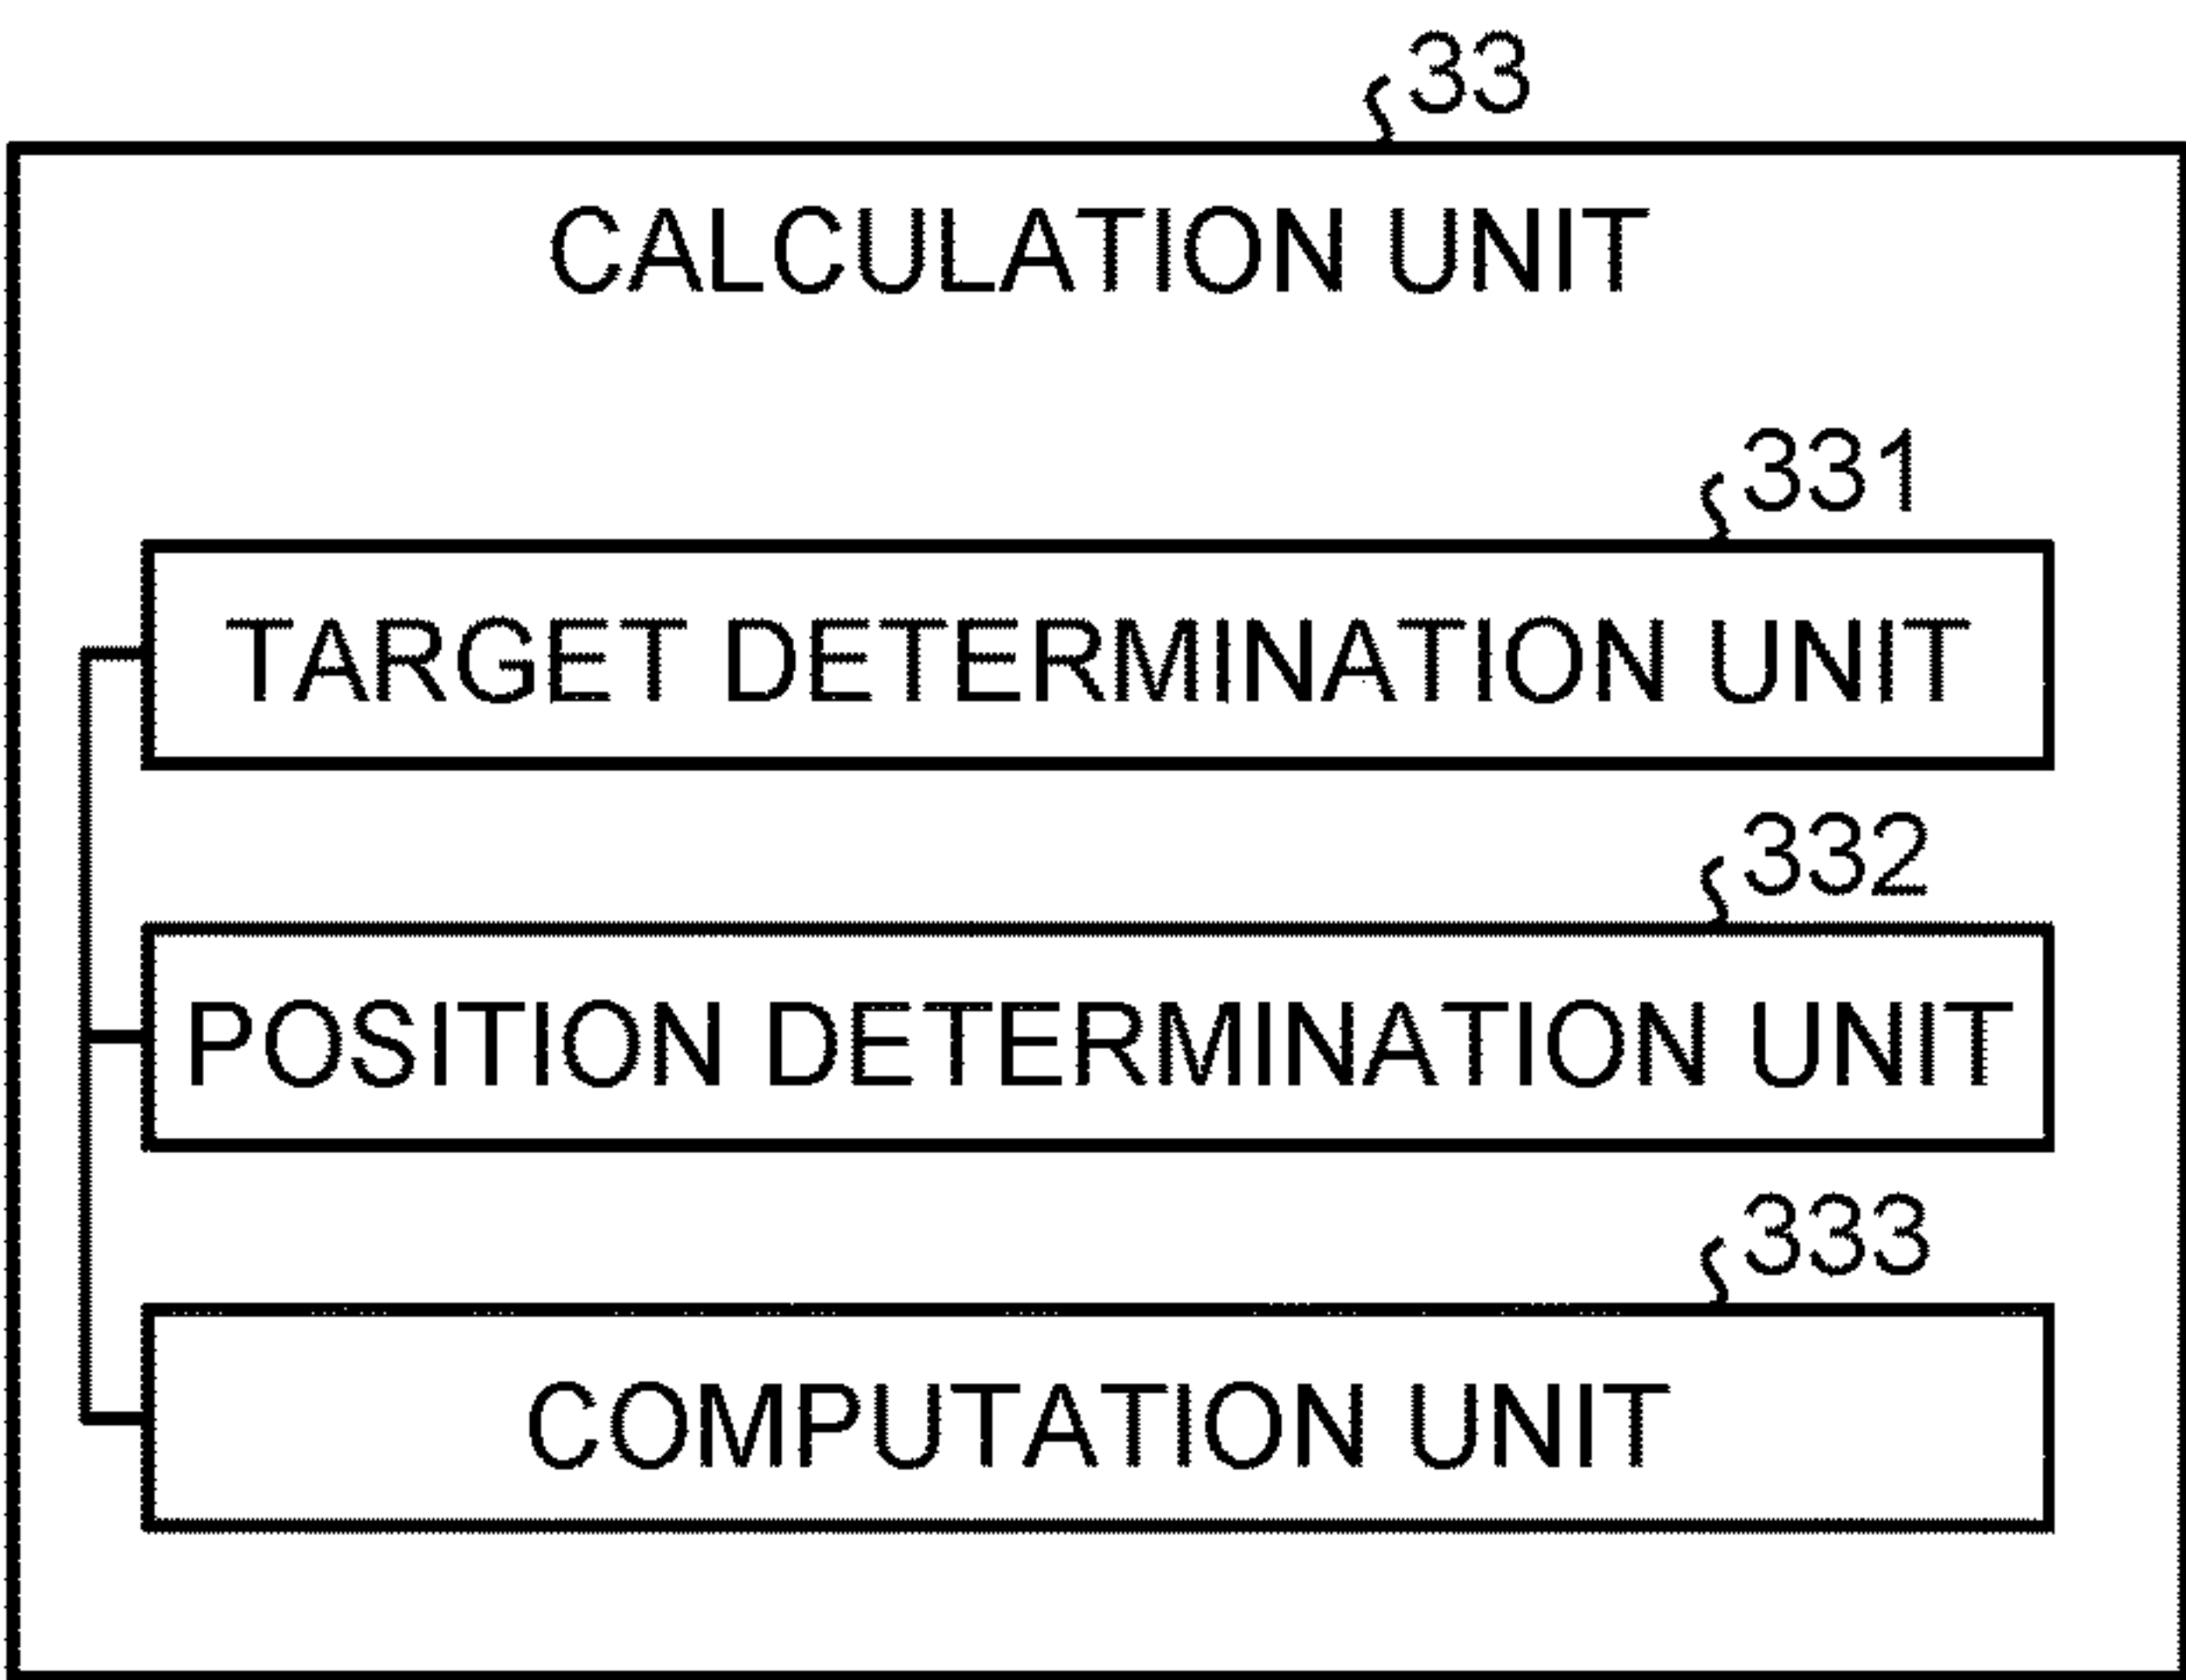 33
CALCULATION UNIT
331
TARGET DETERMINATION UNIT
332
POSITION DETERMINATION UNIT
333
COMPUTATION UNIT